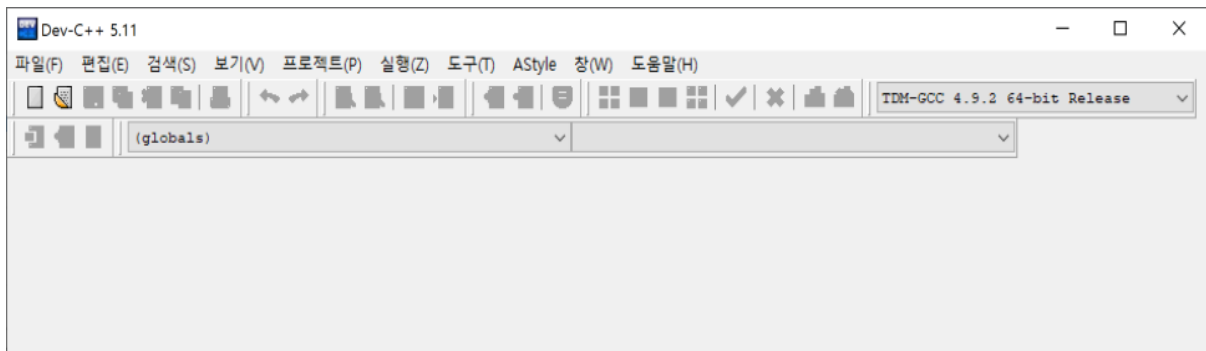 Dev-C++ 5.11
파일(F) 편집(E) 검색(S) 보기(V) 프로젝트(P) 실행(Z) 도구(T) AStyle 창(W) 도움말(H)
TDM-GCC 4.9.2 64-bit Release
(globals)